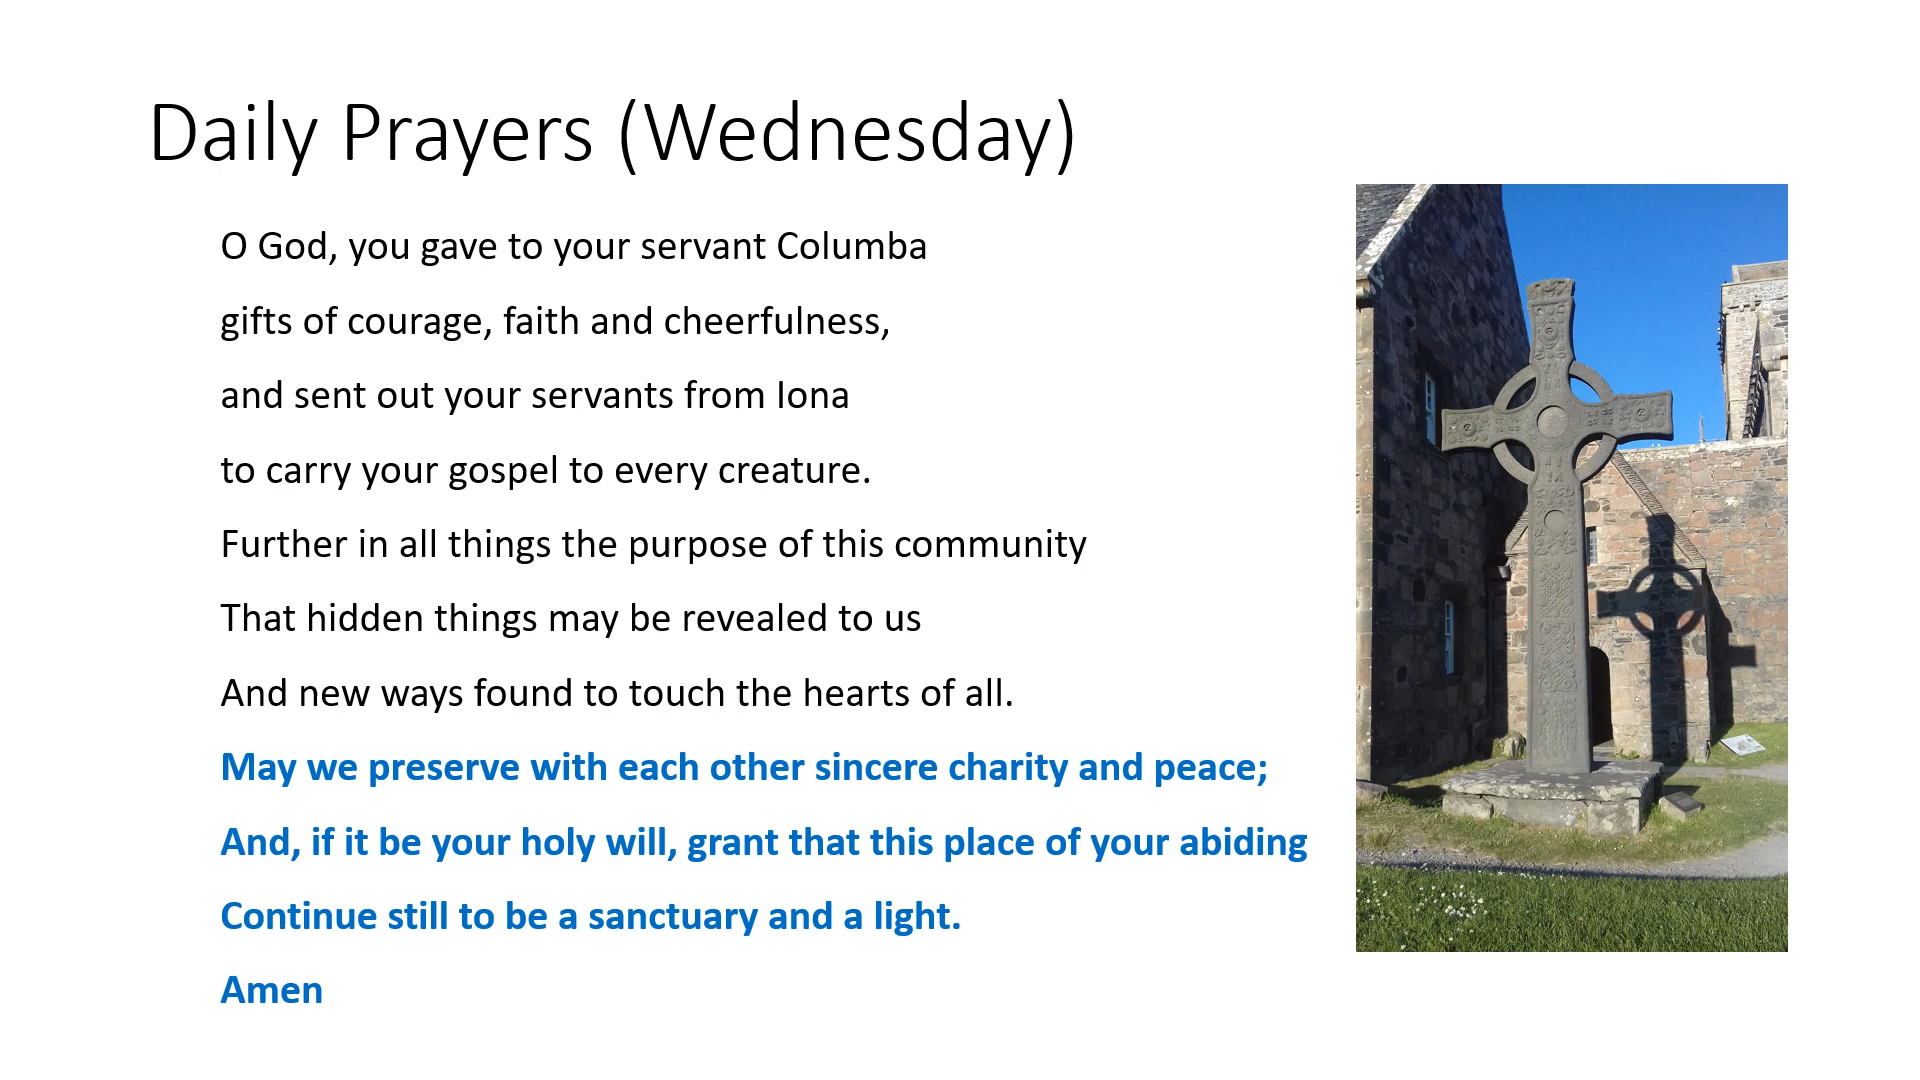 Daily Prayers (Wednesday)
O God, you gave to your servant Columba
gifts of courage, faith and cheerfulness,
and sent out your servants from Iona
to carry your gospel to every creature.
Further in all things the purpose of this community
That hidden things may be revealed to us
And new ways found to touch the hearts of all.
May we preserve with each other sincere charity and peace;
And, if it be your holy will, grant that this place of your abiding
Continue still to be a sanctuary and a light.
Amen